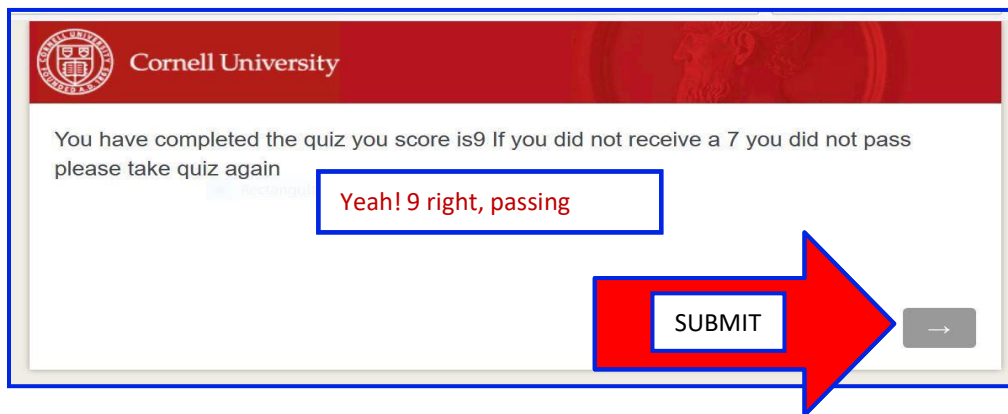 Cornell University
You have completed the quiz you score is9 If you did not receive a 7 you did not pass
please take quiz again
Yeah! 9 right, passing
SUBMIT
→